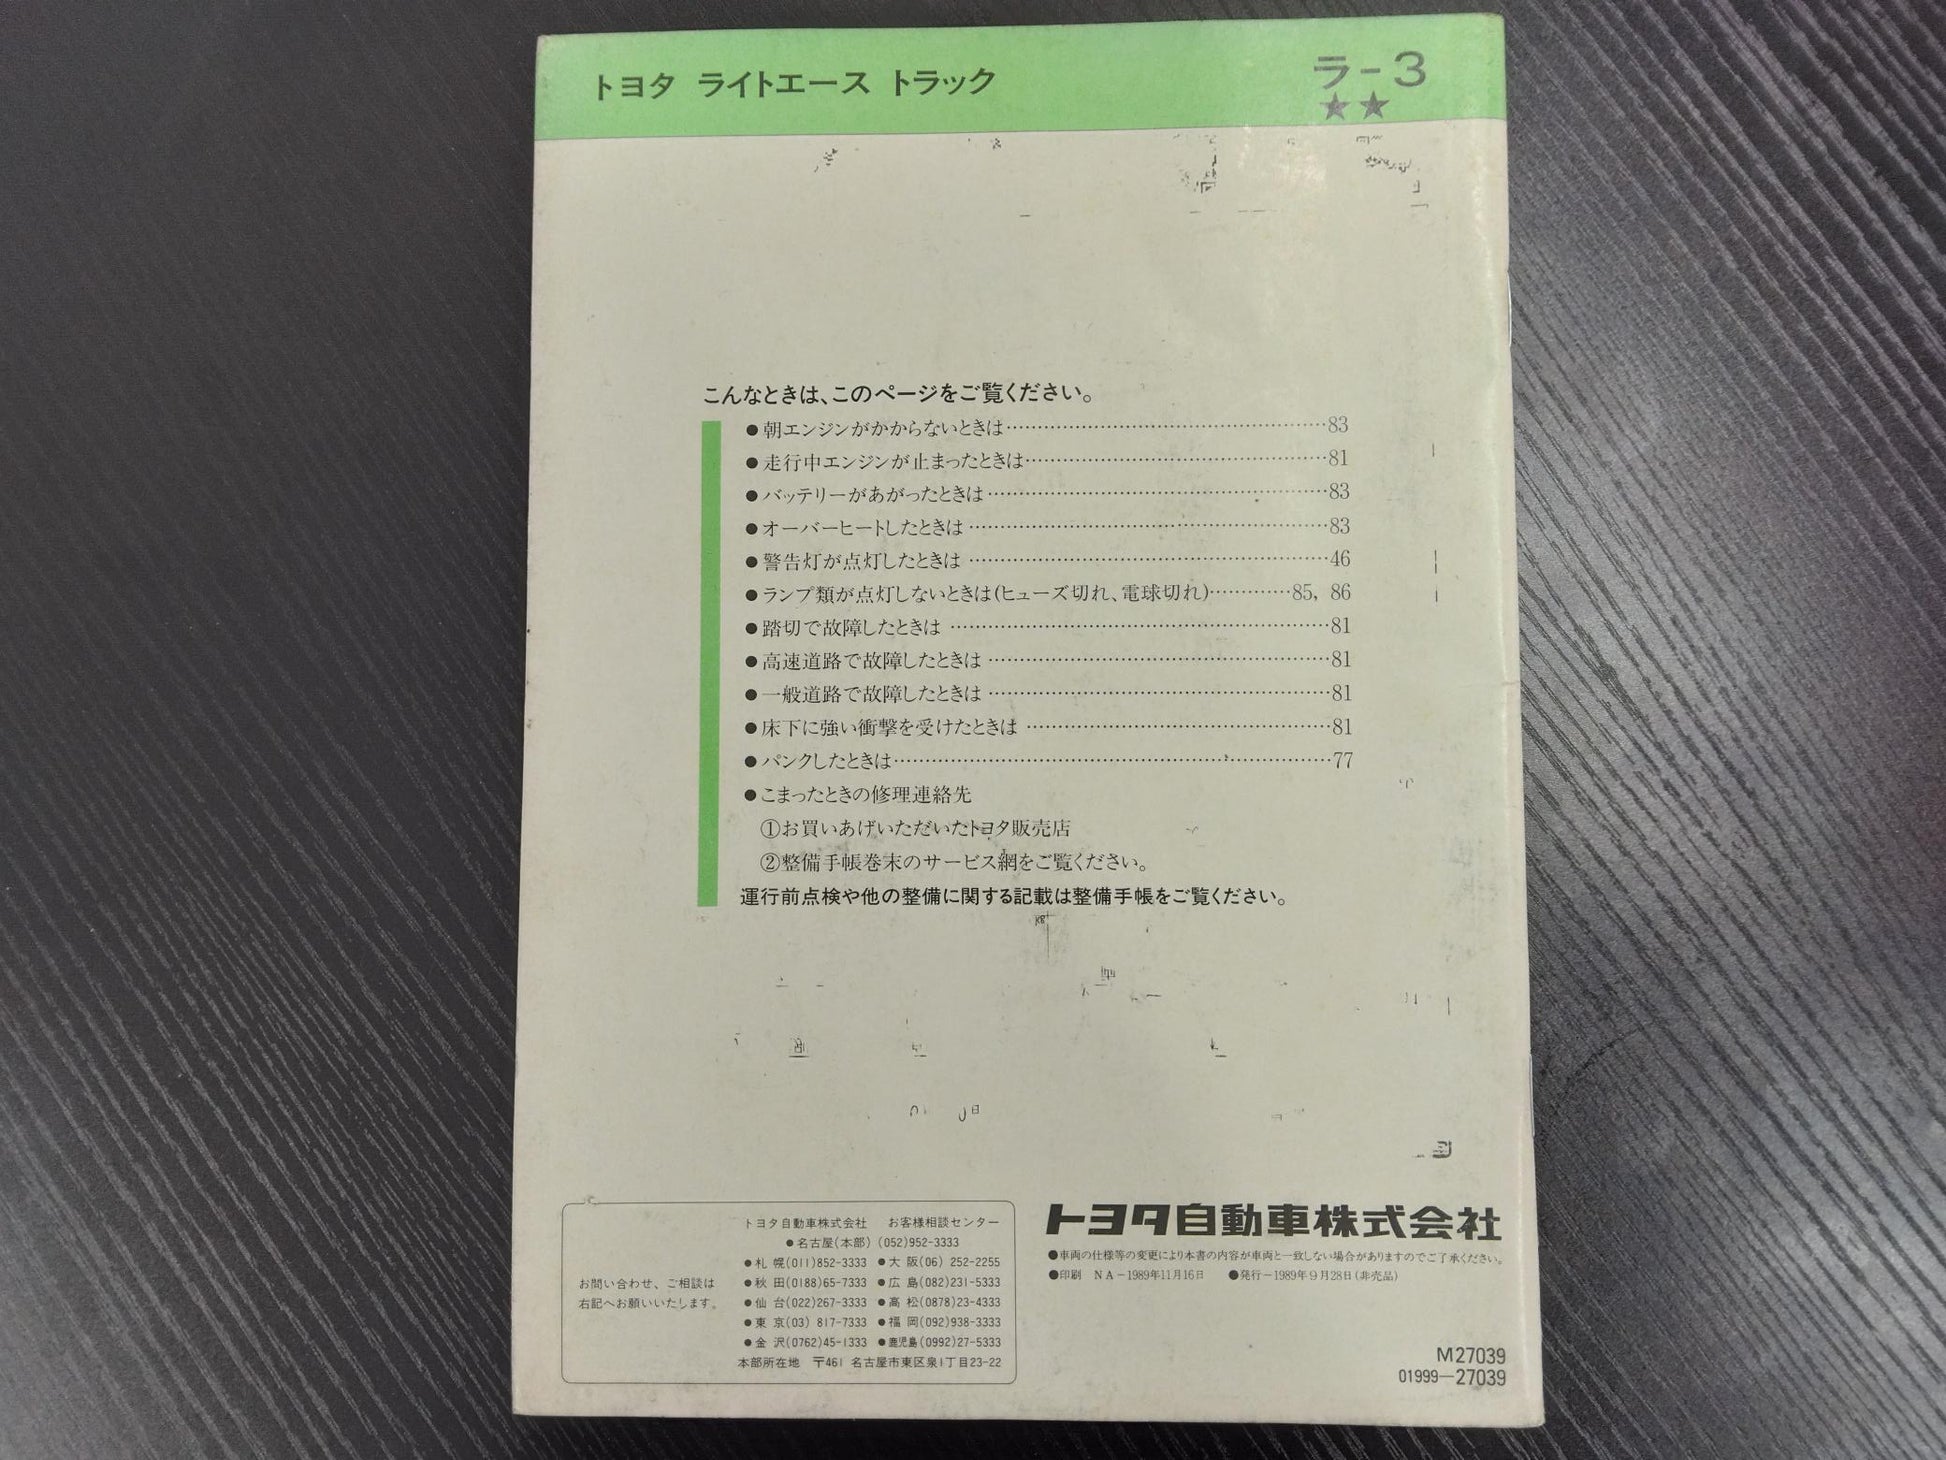 トヨタ ライトエース トラック
ラ-3
★★
こんなときは、このページをご覧ください。
●朝エンジンがかからないときは……………………………………………83
●走行中エンジンが止まったときは…………………………………………81
●バッテリーがあがったときは………………………………………………83
●オーバーヒートしたときは…………………………………………………83
●警告灯が点灯したときは……………………………………………………46
●ランプ類が点灯しないときは(ヒューズ切れ、電球切れ)…………85, 86
●踏切で故障したときは………………………………………………………81
●高速道路で故障したときは…………………………………………………81
●一般道路で故障したときは…………………………………………………81
●床下に強い衝撃を受けたときは……………………………………………81
●パンクしたときは……………………………………………………………77
●こまったときの修理連絡先
①お買いあげいただいたトヨタ販売店
②整備手帳巻末のサービス網をご覧ください。
運行前点検や他の整備に関する記載は整備手帳をご覧ください。
お問い合わせ、ご相談は
右記へお願いいたします。
トヨタ自動車株式会社 お客様相談センター
●名古屋(本部) (052)952-3333
●札 幌(011)852-3333 ●大 阪(06) 252-2255
●秋 田(0188)65-7333 ●広 島(082)231-5333
●仙 台(022)267-3333 ●高 松(0878)23-4333
●東 京(03) 817-7333 ●福 岡(092)938-3333
●金 沢(0762)45-1333 ●鹿児島(0992)27-5333
本部所在地 〒461 名古屋市東区泉1丁目23-22
トヨタ自動車株式会社
●車両の仕様等の変更により本書の内容が車両と一致しない場合がありますのでご了承ください。
●印刷 NA-1989年11月16日 ●発行-1989年9月28日(非売品)
M27039
01999-27039